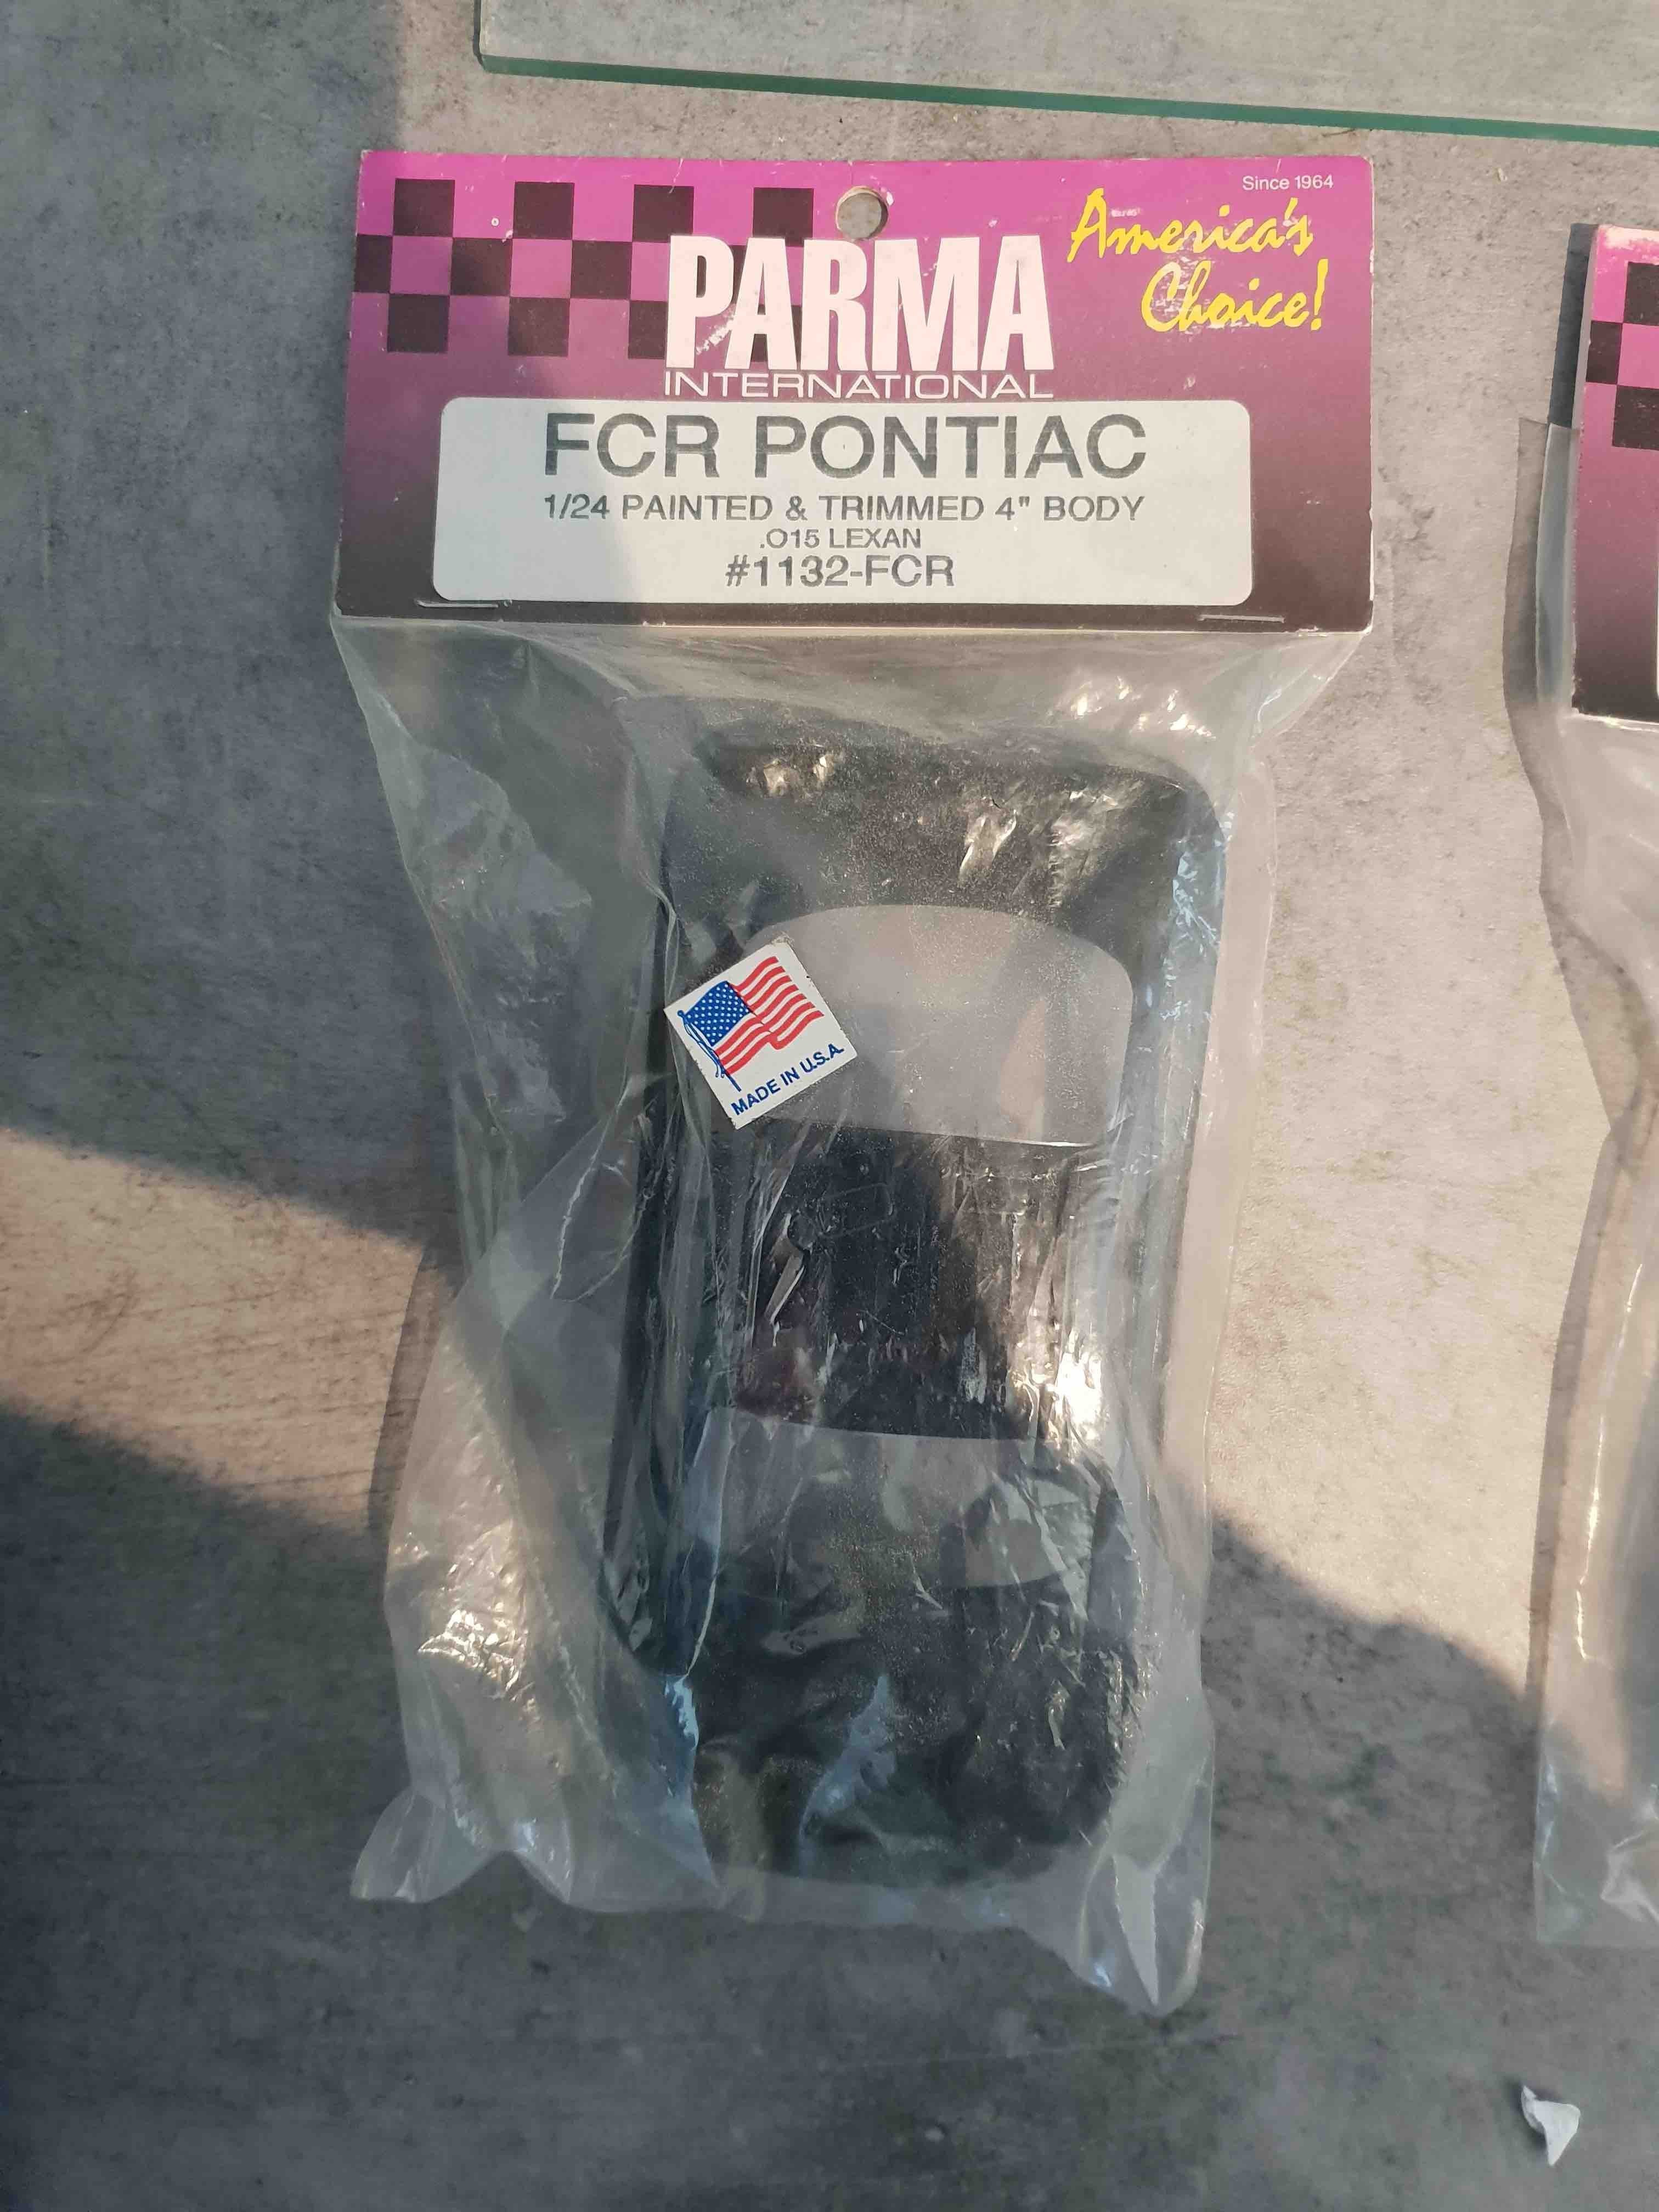 Since 1964
America's
Choice!
PARMA
INTERNATIONAL
FCR PONTIAC
1/24 PAINTED & TRIMMED 4" BODY
.015 LEXAN
#1132-FCR
MADE IN U.S.A.